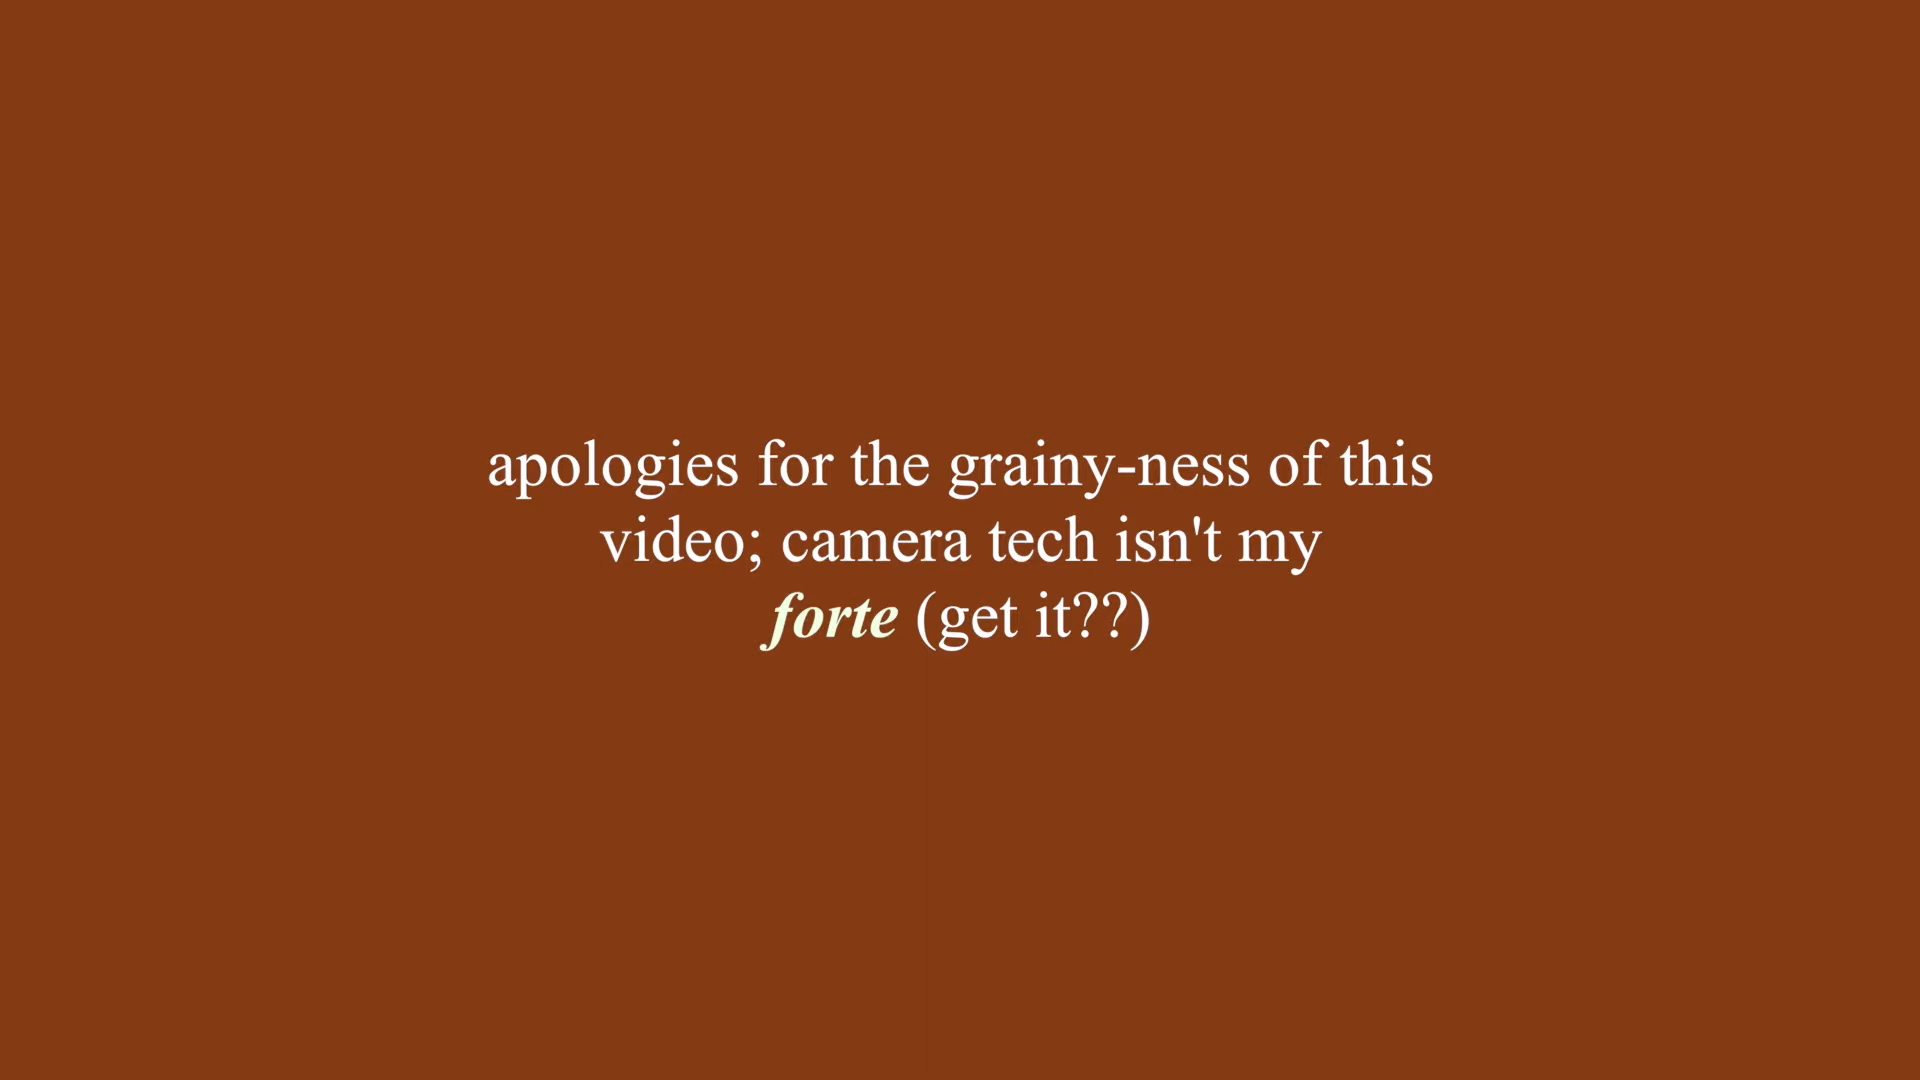 apologies for the grainy-ness of this
video; camera tech isn't my
forte (get it??)